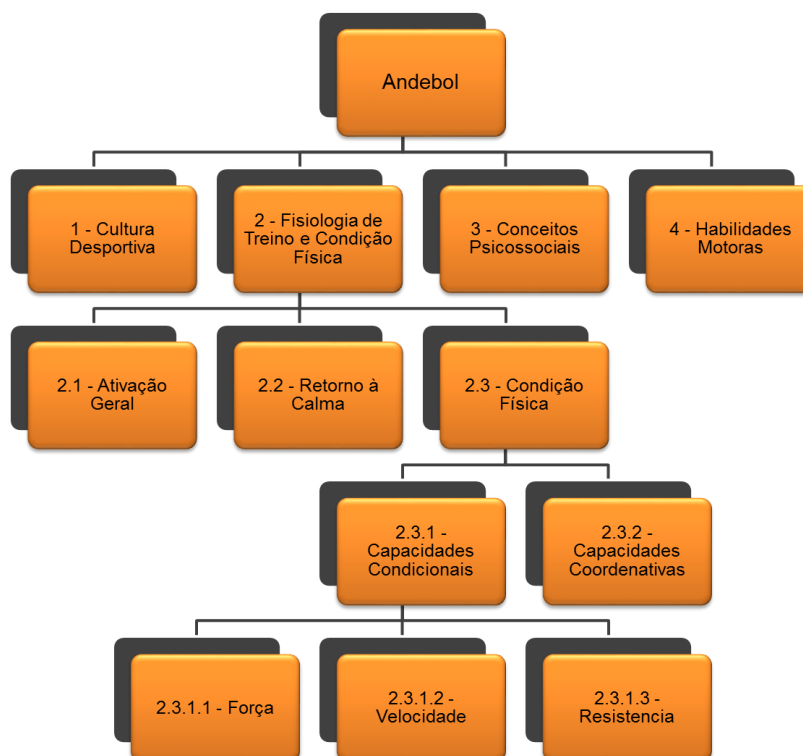 Andebol
1 - Cultura
Desportiva
2 - Fisiologia de
Treino e Condição
Física
3 - Conceitos
Psicossociais
4 - Habilidades
Motoras
2.1 - Ativação
Geral
2.2 - Retorno à
Calma
2.3 - Condição
Física
2.3.1 -
Capacidades
Condicionais
2.3.2 -
Capacidades
Coordenativas
2.3.1.1 - Força
2.3.1.2 -
Velocidade
2.3.1.3 -
Resistencia